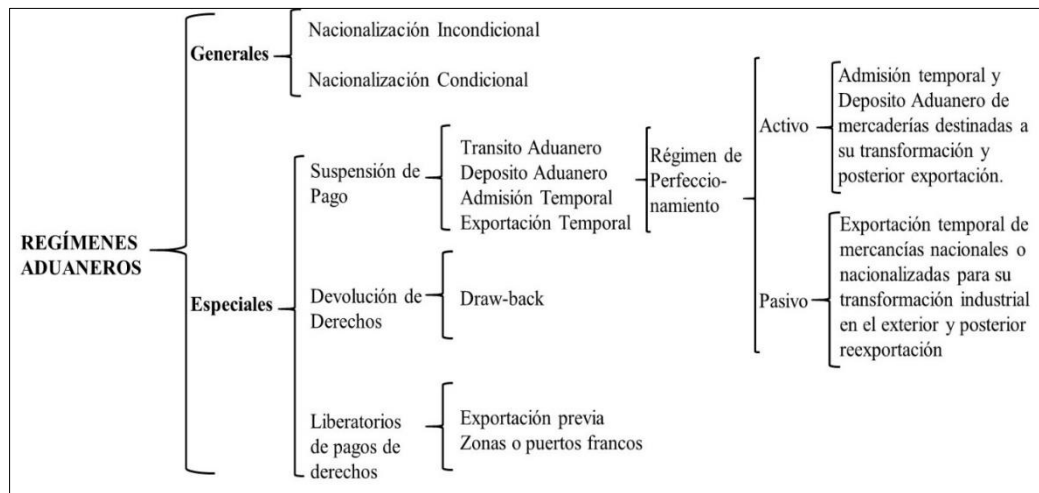 REGÍMENES
ADUANEROS
Generales
Nacionalización Incondicional
Nacionalización Condicional
Especiales
Suspensión de
Pago
Transito Aduanero
Deposito Aduanero
Admisión Temporal
Exportación Temporal
Régimen de
Perfeccio-
namiento
Activo
Admisión temporal y
Deposito Aduanero de
mercaderías destinadas a
su transformación y
posterior exportación.
Pasivo
Exportación temporal de
mercancías nacionales o
nacionalizadas para su
transformación industrial
en el exterior y posterior
reexportación
Devolución de
Derechos
Draw-back
Liberatorios
de pagos de
derechos
Exportación previa
Zonas o puertos francos